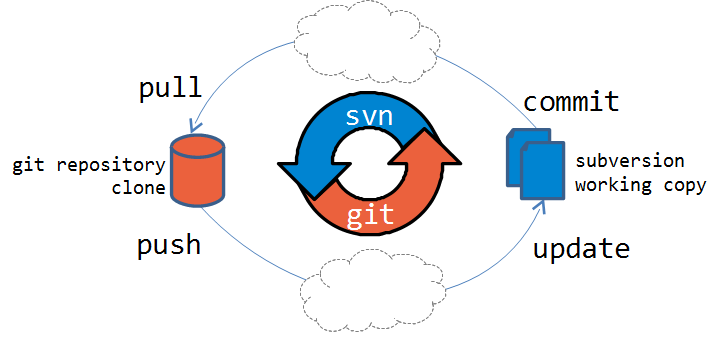 pull
svn
commit
git repository
clone
subversion
working copy
git
push
update